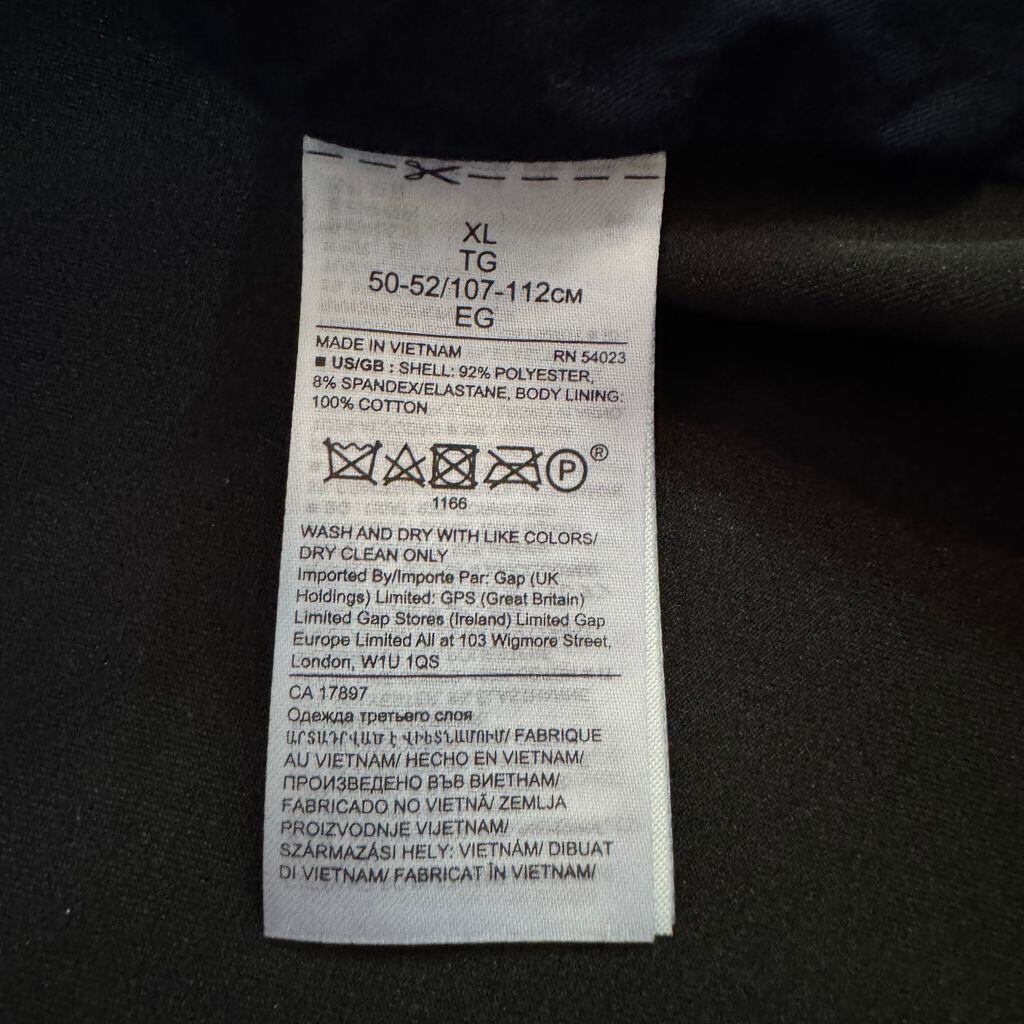 XL
TG
50-52/107-112CM
EG
MADE IN VIETNAM RN 54023
■ US/GB : SHELL: 92% POLYESTER,
8% SPANDEX/ELASTANE, BODY LINING:
100% COTTON
P ®
1166
WASH AND DRY WITH LIKE COLORS/
DRY CLEAN ONLY
Imported By/Importe Par: Gap (UK
Holdings) Limited: GPS (Great Britain)
Limited Gap Stores (Ireland) Limited Gap
Europe Limited All at 103 Wigmore Street,
London, W1U 1QS
CA 17897
Одежда третьего слоя
ԱՐՏԱԴՐՎԱԾ Է ՎԻԵՏՆԱՄՈՒՄ/ FABRIQUE
AU VIETNAM/ HECHO EN VIETNAM/
ПРОИЗВЕДЕНО ВЪВ ВИЕТНАМ/
FABRICADO NO VIETNÃ/ ZEMLJA
PROIZVODNJE VIJETNAM/
SZÁRMAZÁSI HELY: VIETNÁM/ DIBUAT
DI VIETNAM/ FABRICAT ÎN VIETNAM/